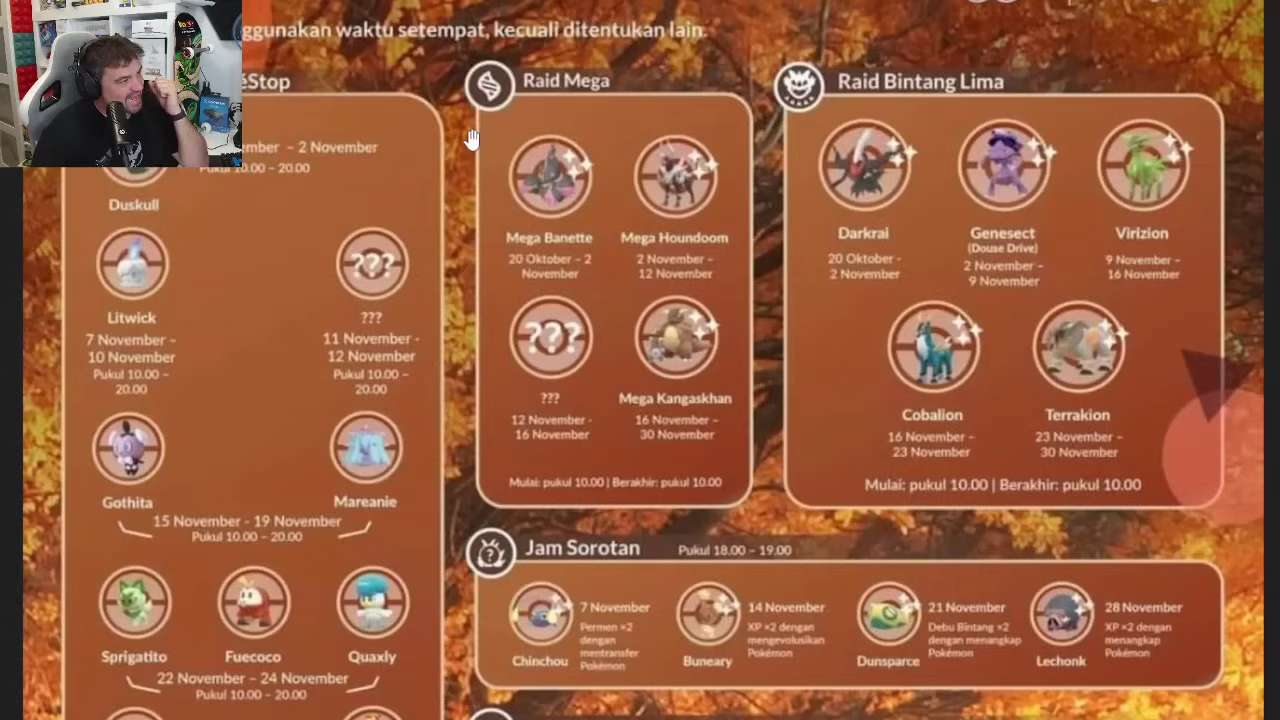 ggunakan waktu setempat, kecuali ditentukan lain.
éStop
ember – 2 November
Pukul 10.00 – 20.00
Duskull
Litwick
7 November –
10 November
Pukul 10.00 –
20.00
???
???
11 November -
12 November
Pukul 10.00 –
20.00
Gothita
Mareanie
15 November - 19 November
Pukul 10.00 – 20.00
Sprigatito
Fuecoco
Quaxly
22 November – 24 November
Pukul 10.00 – 20.00
Raid Mega
Mega Banette
20 Oktober – 2
November
Mega Houndoom
2 November –
12 November
???
???
12 November -
16 November
Mega Kangaskhan
16 November –
30 November
Mulai: pukul 10.00 | Berakhir: pukul 10.00
Raid Bintang Lima
Darkrai
20 Oktober -
2 November
Genesect
(Douse Drive)
2 November –
9 November
Virizion
9 November –
16 November
Cobalion
16 November –
23 November
Terrakion
23 November –
30 November
Mulai: pukul 10.00 | Berakhir: pukul 10.00
Jam Sorotan
Pukul 18.00 – 19.00
Chinchou
7 November
Permen ×2
dengan
mentransfer
Pokémon
Buneary
14 November
XP ×2 dengan
mengevolusikan
Pokémon
Dunsparce
21 November
Debu Bintang ×2
dengan menangkap
Pokémon
Lechonk
28 November
XP ×2 dengan
menangkap
Pokémon